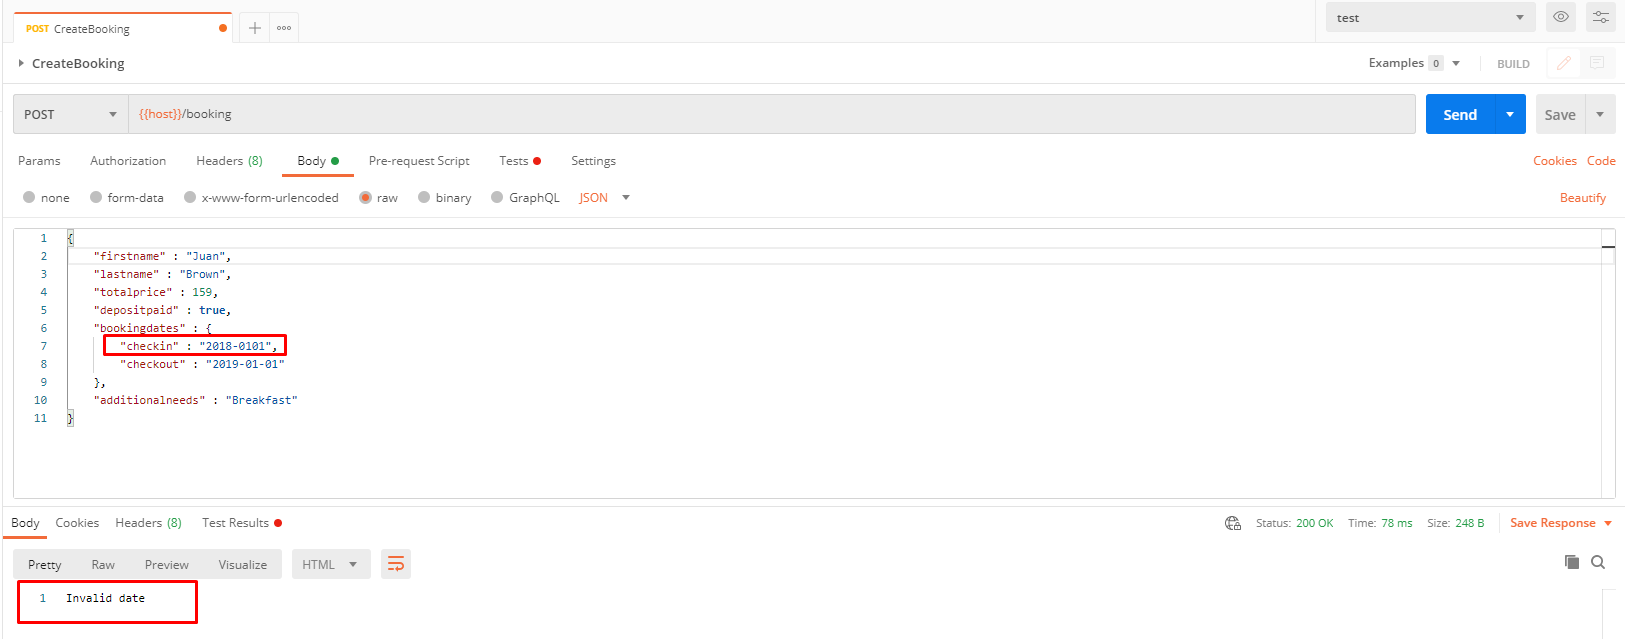 POST CreateBooking
test
CreateBooking
Examples 0 BUILD
POST {{host}}/booking Send Save
Params Authorization Headers (8) Body Pre-request Script Tests Settings Cookies Code
none form-data x-www-form-urlencoded raw binary GraphQL JSON Beautify
1 {
2 "firstname" : "Juan",
3 "lastname" : "Brown",
4 "totalprice" : 159,
5 "depositpaid" : true,
6 "bookingdates" : {
7 "checkin" : "2018-0101",
8 "checkout" : "2019-01-01"
9 },
10 "additionalneeds" : "Breakfast"
11 }
Body Cookies Headers (8) Test Results Status: 200 OK Time: 78 ms Size: 248 B Save Response
Pretty Raw Preview Visualize HTML
1 Invalid date